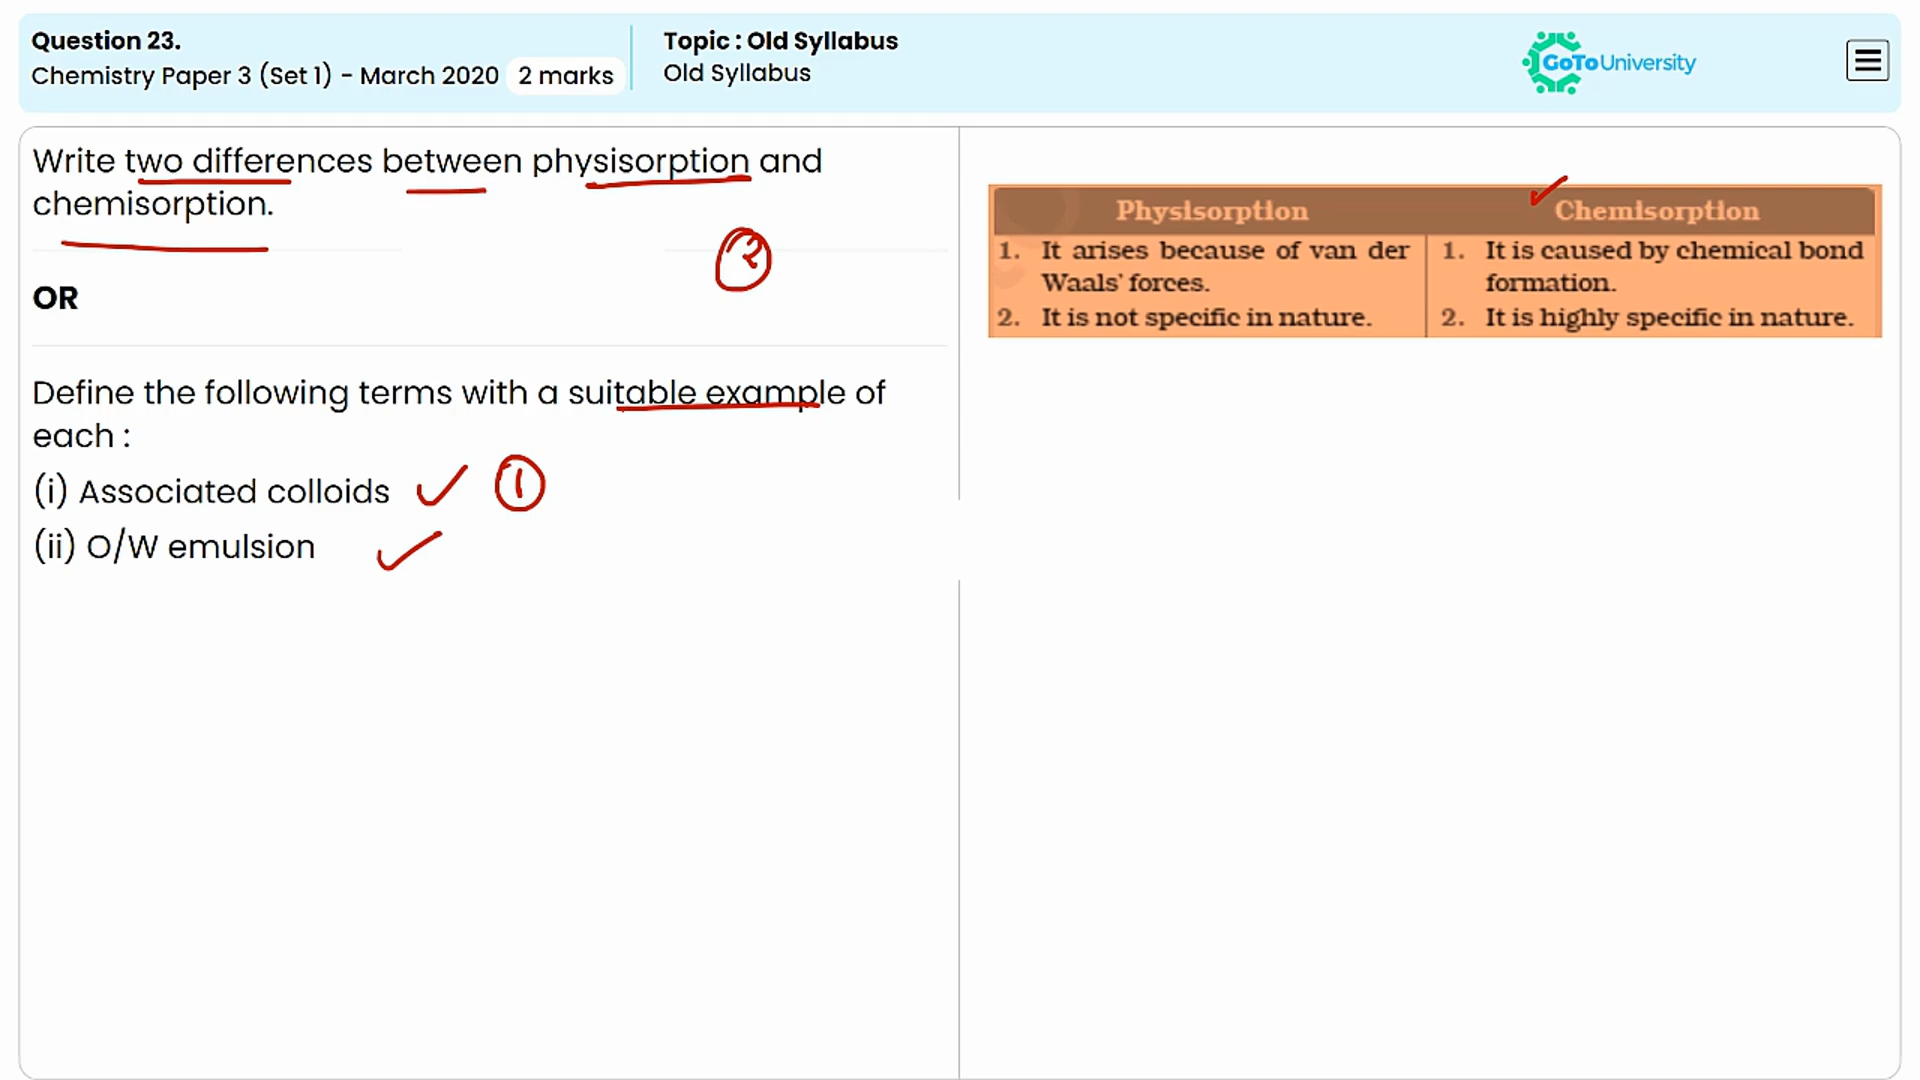 Question 23.
Chemistry Paper 3 (Set 1) - March 2020 2 marks
Topic : Old Syllabus
Old Syllabus
GoToUniversity
Write two differences between physisorption and
chemisorption.
2
OR
Define the following terms with a suitable example of
each :
(i) Associated colloids 1
(ii) O/W emulsion
Physisorption Chemisorption
1. It arises because of van der 1. It is caused by chemical bond
Waals' forces. formation.
2. It is not specific in nature. 2. It is highly specific in nature.